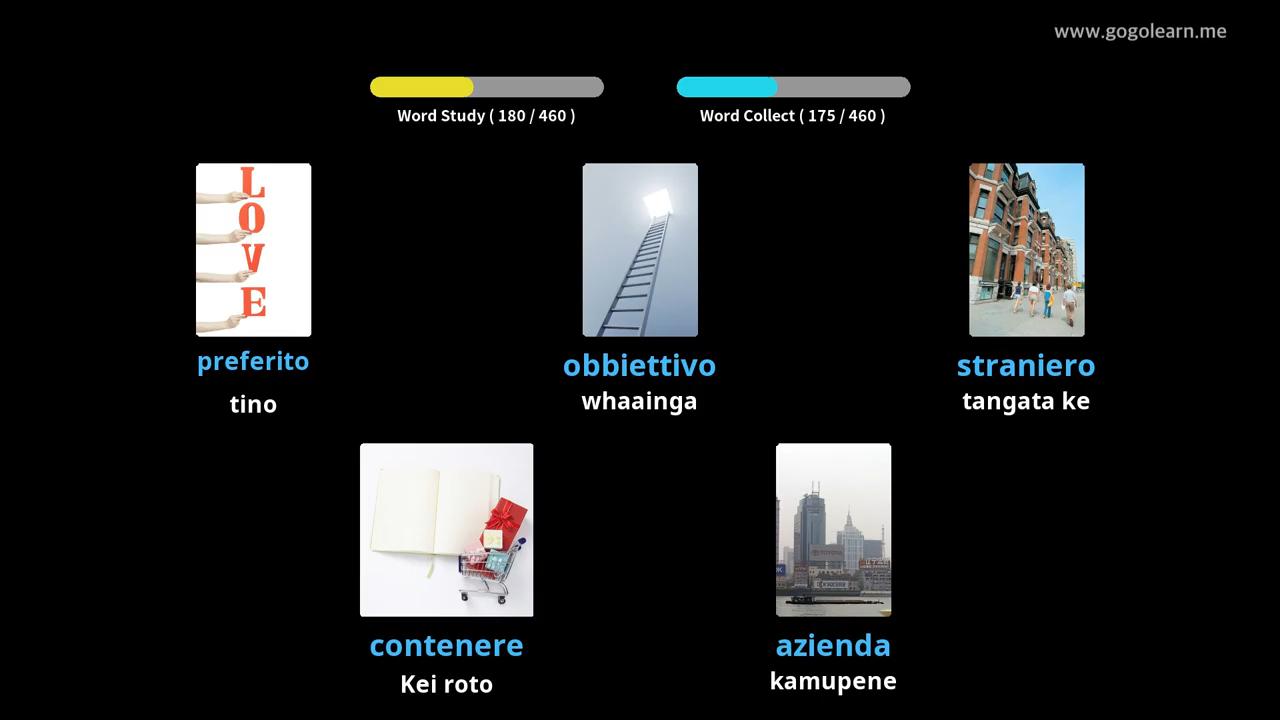 www.gogolearn.me
Word Study ( 180 / 460 )
Word Collect ( 175 / 460 )
LOVE
preferito
tino
obbiettivo
whaainga
straniero
tangata ke
TOYOTA
contenere
Kei roto
azienda
kamupene